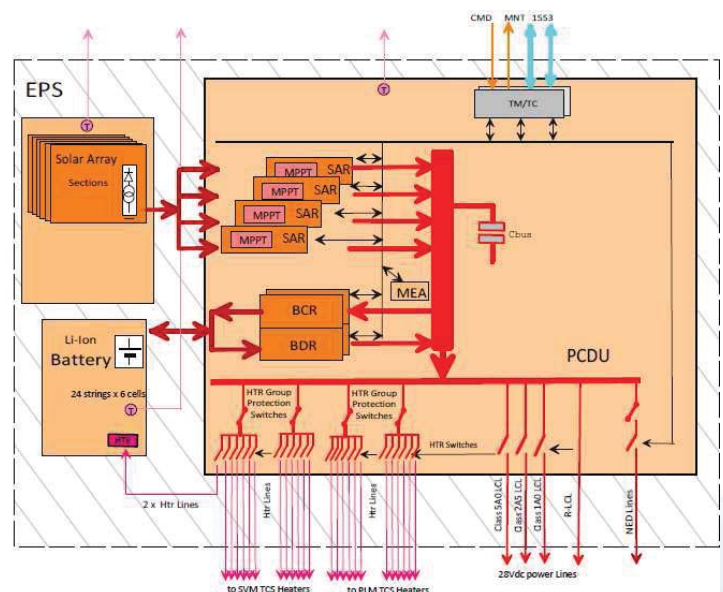 CMD MNT 1553
EPS
TM/TC
T
T
Solar Array
Sections
MPPT SAR
MPPT SAR
MPPT SAR
MPPT SAR
Cbus
MEA
BCR
BDR
PCDU
Li-Ion
Battery
24 strings x 6 cells
T
HTR
HTR Group
Protection
Switches
HTR Group
Protection
Switches
HTR Switches
2 x Htr Lines
Htr Lines
Htr Lines
Class 5A0 LCL
Class 2A5 LCL
Class 1A0 LCL
R-LCL
NED Lines
to SVM TCS Heaters
to PLM TCS Heaters
28Vdc power Lines